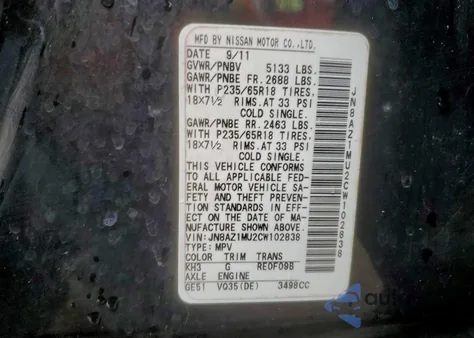 MFD BY NISSAN MOTOR CO.,LTD.
DATE 9/11
GVWR/PNBV 5133 LBS.
GAWR/PNBE FR. 2688 LBS.
WITH P235/65R18 TIRES.
18X7½ RIMS. AT 33 PSI
COLD SINGLE.
GAWR/PNBE RR. 2463 LBS.
WITH P235/65R18 TIRES.
18X7½ RIMS. AT 33 PSI
COLD SINGLE.
THIS VEHICLE CONFORMS
TO ALL APPLICABLE FED-
ERAL MOTOR VEHICLE SA-
FETY AND THEFT PREVEN-
TION STANDARDS IN EFF-
ECT ON THE DATE OF MA-
NUFACTURE SHOWN ABOVE.
VIN: JN8AZ1MU2CW102838
TYPE: MPV
COLOR TRIM TRANS
KH3 G RE0F09B
AXLE ENGINE
GE51 VQ35(DE) 3498CC
JN8AZ1MU2CW102838